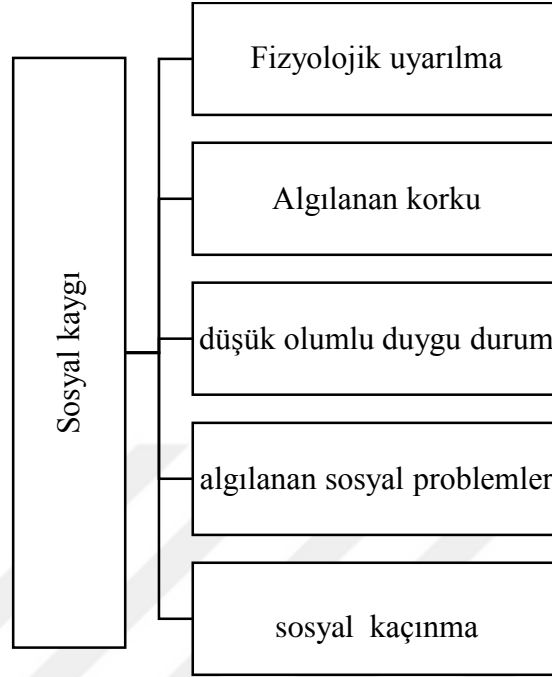 Sosyal kaygı
Fizyolojik uyarılma
Algılanan korku
düşük olumlu duygu durum
algılanan sosyal problemler
sosyal kaçınma